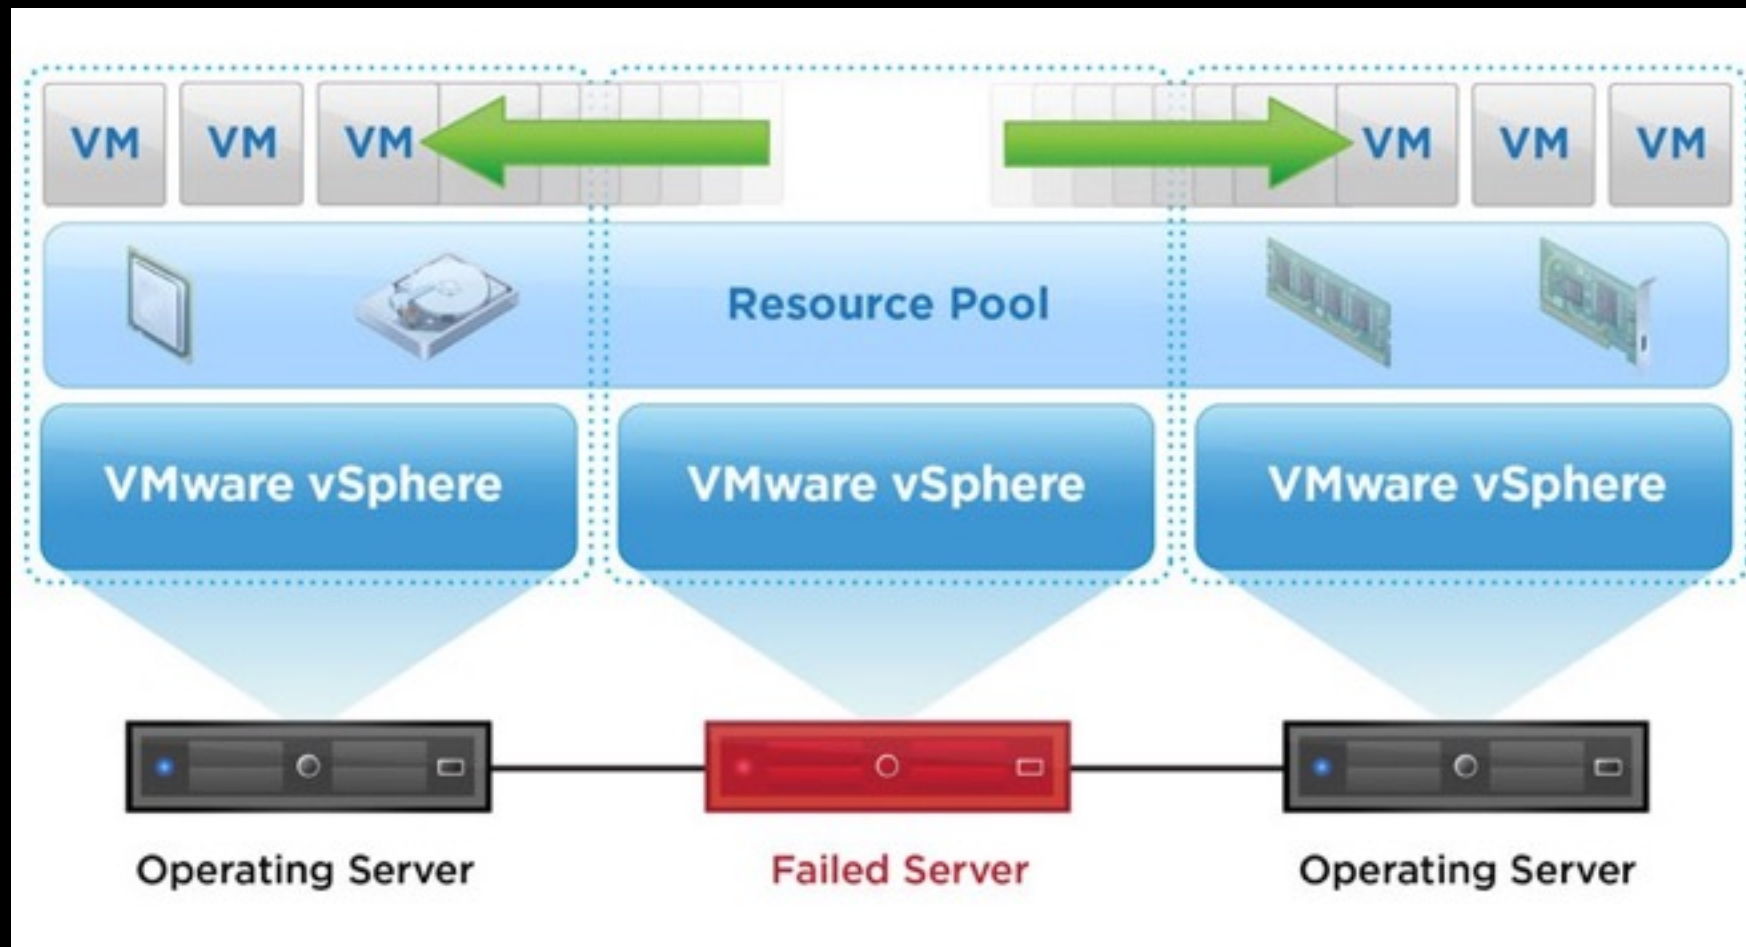 VM VM VM VM VM VM
Resource Pool
VMware vSphere VMware vSphere VMware vSphere
Operating Server Failed Server Operating Server